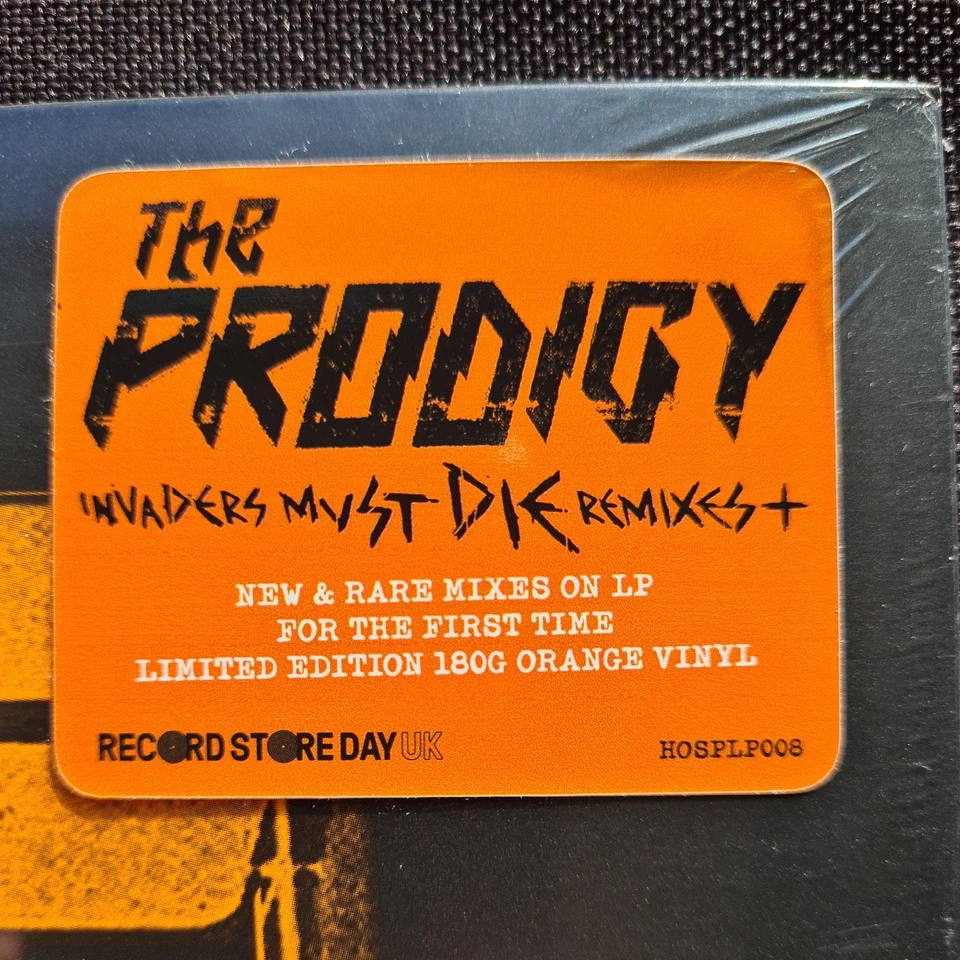 The
PRODIGY
INVADERS MUST DIE REMIXES +
NEW & RARE MIXES ON LP
FOR THE FIRST TIME
LIMITED EDITION 180G ORANGE VINYL
RECORD STORE DAY UK
HOSPLP008